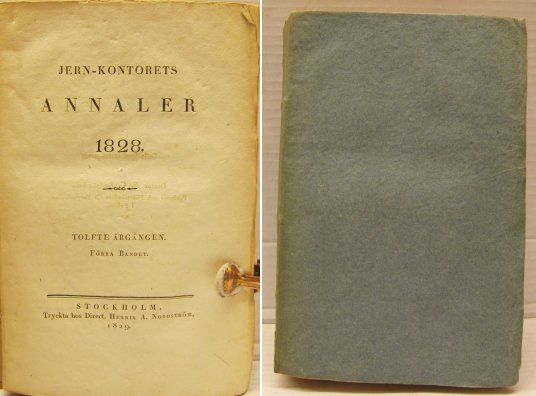 JERN-KONTORETS
ANNALER
1828.
TOLFTE ÅRGÅNGEN.
FÖRRA BANDET.
STOCKHOLM,
Tryckta hos Direct. HENRIK A. NORDSTRÖM,
1829.